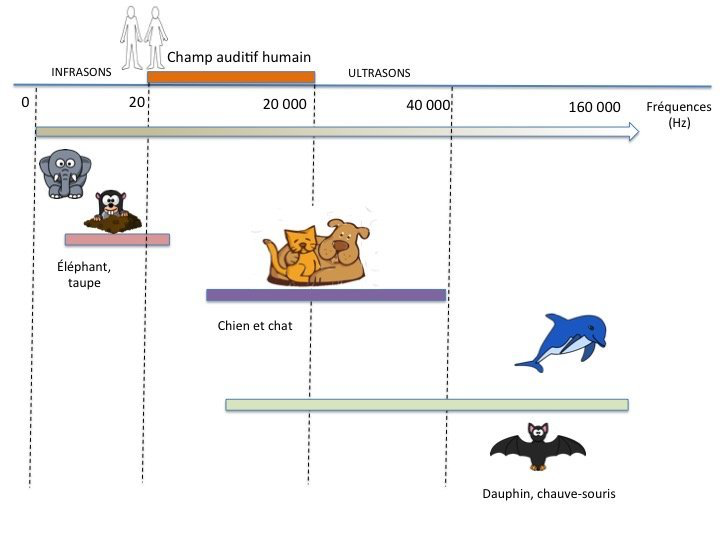 Champ auditif humain
INFRASONS
ULTRASONS
0
20
20 000
40 000
160 000
Fréquences
(Hz)
Éléphant,
taupe
Chien et chat
Dauphin, chauve-souris